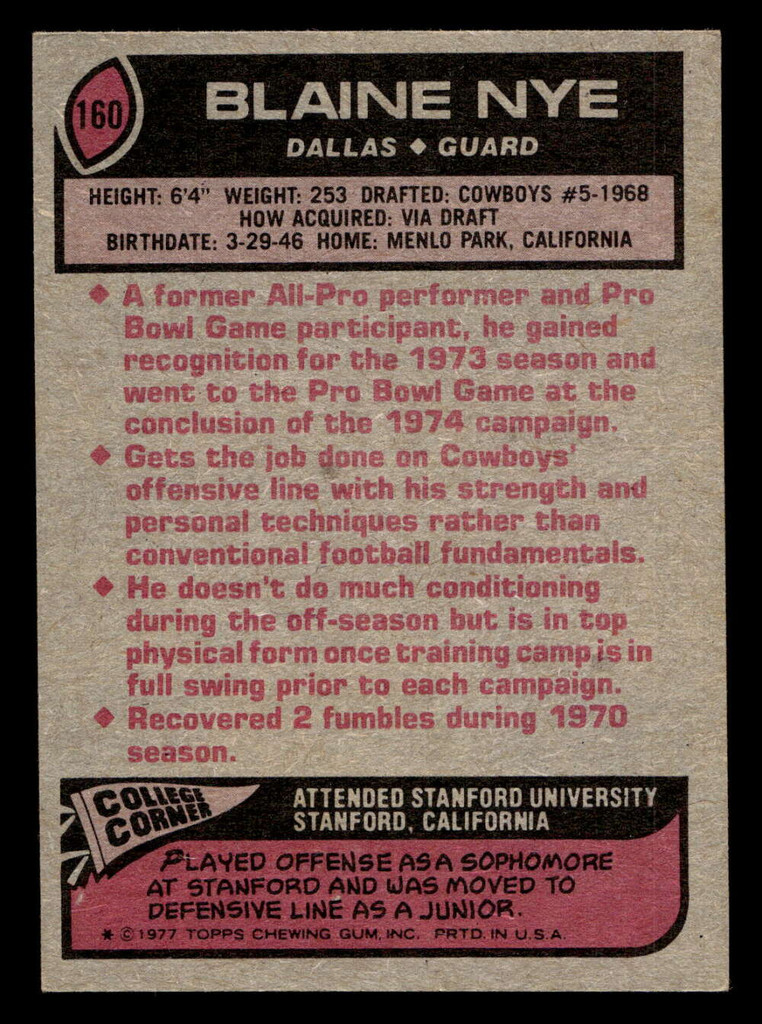 160
BLAINE NYE
DALLAS ♦ GUARD
HEIGHT: 6'4" WEIGHT: 253 DRAFTED: COWBOYS #5-1968
HOW ACQUIRED: VIA DRAFT
BIRTHDATE: 3-29-46 HOME: MENLO PARK, CALIFORNIA
♦ A former All-Pro performer and Pro
Bowl Game participant, he gained
recognition for the 1973 season and
went to the Pro Bowl Game at the
conclusion of the 1974 campaign.
♦ Gets the job done on Cowboys'
offensive line with his strength and
personal techniques rather than
conventional football fundamentals.
♦ He doesn't do much conditioning
during the off-season but is in top
physical form once training camp is in
full swing prior to each campaign.
♦ Recovered 2 fumbles during 1970
season.
COLLEGE
CORNER
ATTENDED STANFORD UNIVERSITY
STANFORD, CALIFORNIA
PLAYED OFFENSE AS A SOPHOMORE
AT STANFORD AND WAS MOVED TO
DEFENSIVE LINE AS A JUNIOR.
* © 1977 TOPPS CHEWING GUM, INC. PRTD. IN U.S.A.